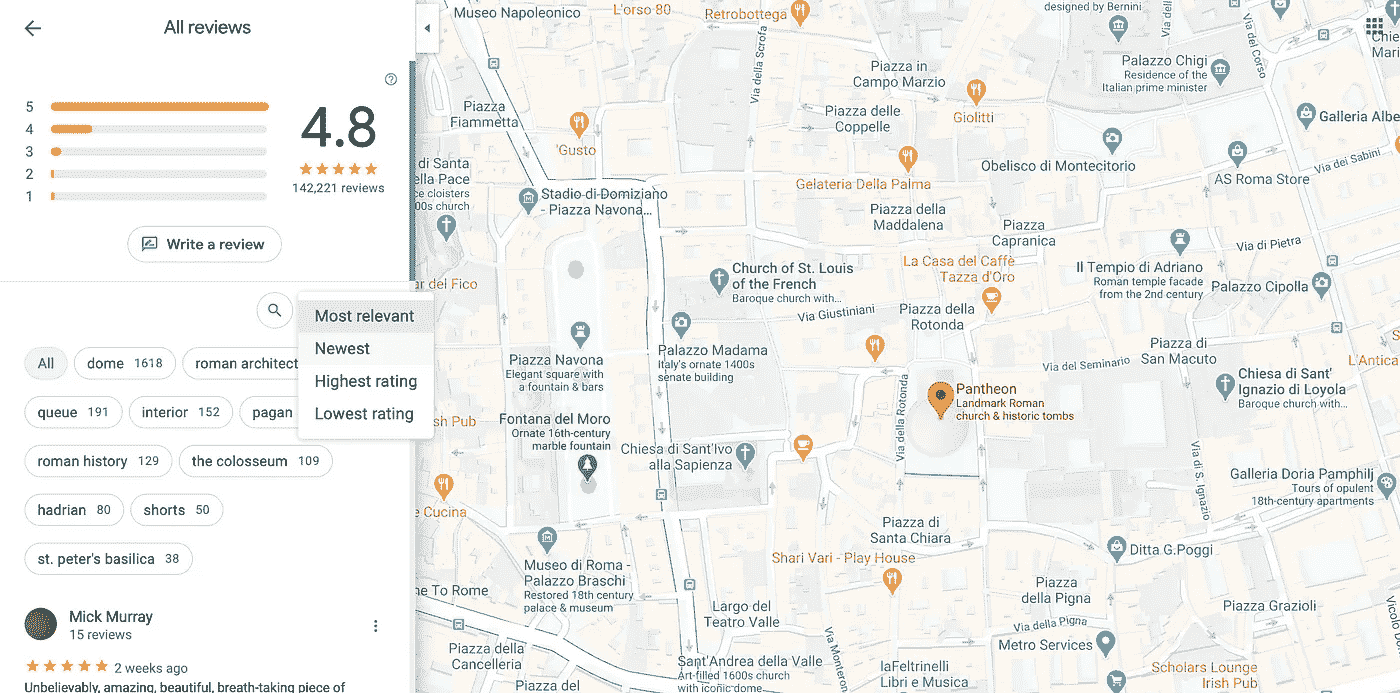 All reviews
5
4
3
2
1
4.8
142,221 reviews
Write a review
Most relevant
Newest
Highest rating
Lowest rating
All
dome 1618
roman architect
queue 191
interior 152
pagan
roman history 129
the colosseum 109
hadrian 80
shorts 50
st. peter's basilica 38
Mick Murray
15 reviews
2 weeks ago
Unbelievably, amazing, beautiful, breath-taking piece of
Museo Napoleonico
L'orso 80
Retrobottega
designed by Bernini
Via della Scrofa
Piazza in
Campo Marzio
Palazzo Chigi
Residence of the
Italian prime minister
Via del Corso
Piazza
Fiammetta
'Gusto
Piazza delle
Coppelle
Giolitti
Galleria Albe
Obelisco di Montecitorio
Via dei Sabini
AS Roma Store
di Santa
ella Pace
ce cloisters
00s church
Stadio di Domiziano
- Piazza Navona...
Gelateria Della Palma
Piazza della
Maddalena
Piazza
Capranica
Via di Pietra
ar del Fico
Church of St. Louis
of the French
Baroque church with...
La Casa del Caffè
Tazza d'Oro
Il Tempio di Adriano
Roman temple facade
from the 2nd century
Palazzo Cipolla
Via Giustiniani
Piazza della
Rotonda
Piazza Navona
Elegant square with
a fountain & bars
Palazzo Madama
Italy's ornate 1400s
senate building
Piazza di
San Macuto
Via del Seminario
L'Antica
Chiesa di Sant'
Ignazio di Loyola
Baroque church with...
Pantheon
Landmark Roman
church & historic tombs
Via della Rotonda
sh Pub
Fontana del Moro
Ornate 16th-century
marble fountain
Chiesa di Sant'Ivo
alla Sapienza
Via di S. Ignazio
Galleria Doria Pamphilj
Tours of opulent
18th-century apartments
e Cucina
Piazza di
Santa Chiara
Shari Vari - Play House
Ditta G.Poggi
Museo di Roma -
Palazzo Braschi
Restored 18th century
palace & museum
me To Rome
Largo del
Teatro Valle
Piazza
della Pigna
Piazza Grazioli
Via della Pigna
Metro Services
Piazza della
Cancelleria
Sant'Andrea della Valle
Art-filled 1600s church
with iconic dome
Via Monteron
laFeltrinelli
Libri e Musica
Scholars Lounge
Irish Pub
Piazza del